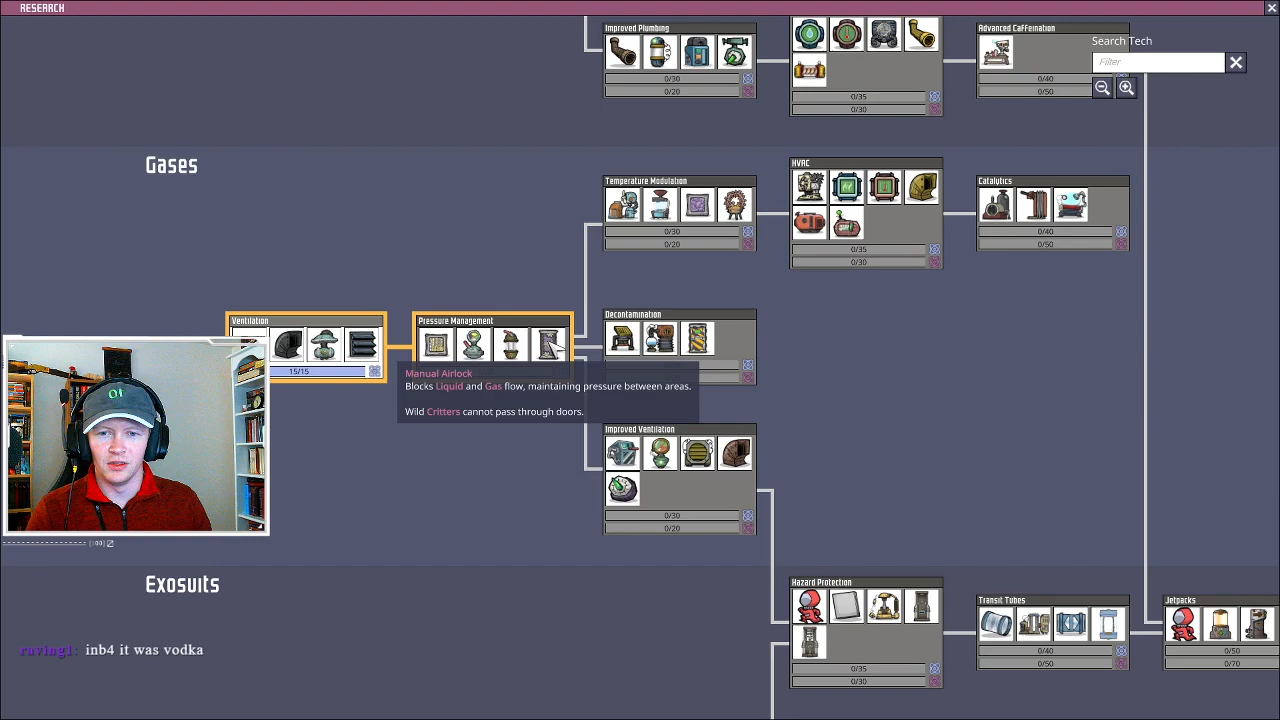 RESEARCH
Improved Plumbing
0/30
0/20
0/35
0/30
Advanced Caffeination
0/40
0/50
Search Tech
Filter
Gases
Temperature Modulation
0/30
0/20
HVAC
0/35
0/30
Catalytics
0/40
0/50
Ventilation
15/15
Pressure Management
Decontamination
Manual Airlock
Blocks Liquid and Gas flow, maintaining pressure between areas.
Wild Critters cannot pass through doors.
Improved Ventilation
0/30
0/20
Exosuits
Hazard Protection
0/35
0/30
Transit Tubes
0/40
0/50
Jetpacks
0/50
0/70
raving1: inb4 it was vodka